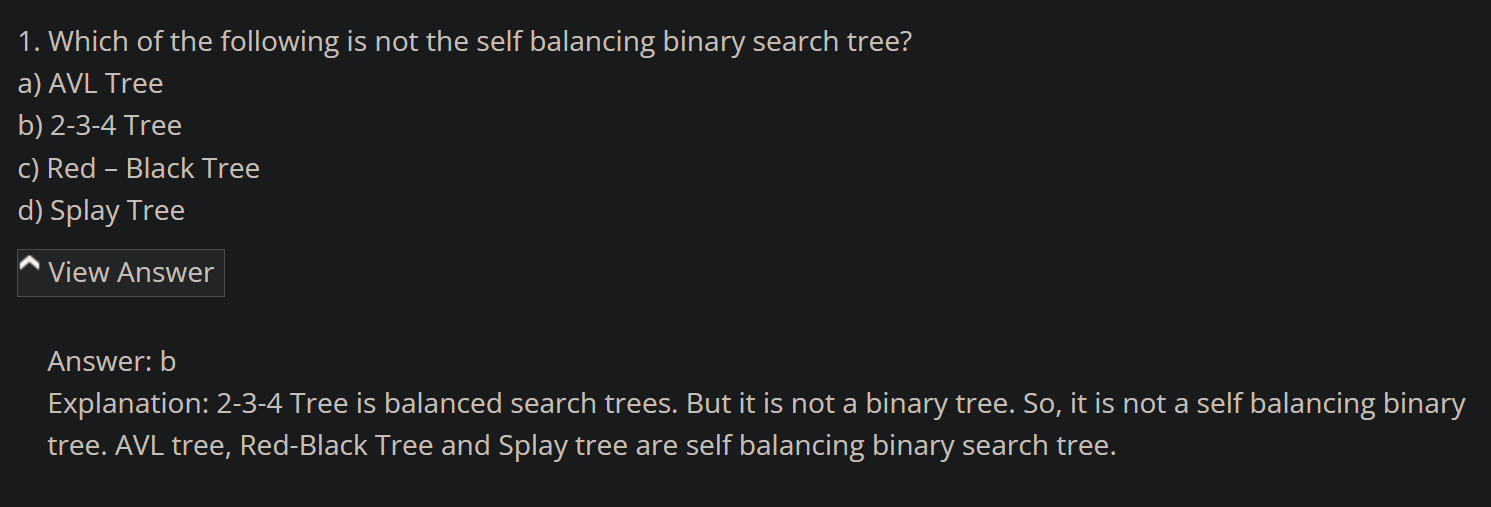 1. Which of the following is not the self balancing binary search tree?
a) AVL Tree
b) 2-3-4 Tree
c) Red – Black Tree
d) Splay Tree
View Answer
Answer: b
Explanation: 2-3-4 Tree is balanced search trees. But it is not a binary tree. So, it is not a self balancing binary
tree. AVL tree, Red-Black Tree and Splay tree are self balancing binary search tree.